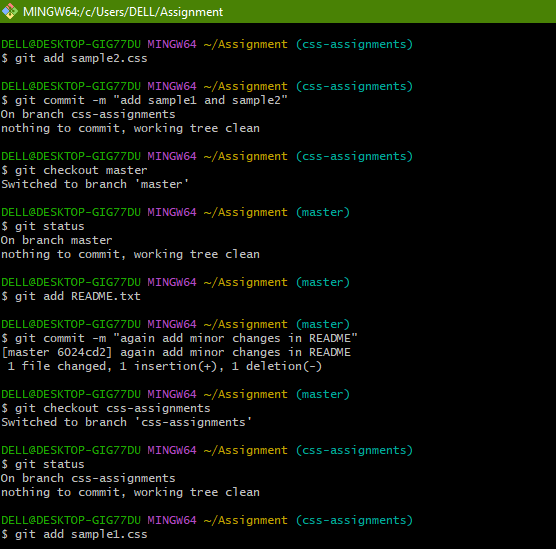 MINGW64:/c/Users/DELL/Assignment
DELL@DESKTOP-GIG77DU MINGW64 ~/Assignment (css-assignments)
$ git add sample2.css
DELL@DESKTOP-GIG77DU MINGW64 ~/Assignment (css-assignments)
$ git commit -m "add sample1 and sample2"
On branch css-assignments
nothing to commit, working tree clean
DELL@DESKTOP-GIG77DU MINGW64 ~/Assignment (css-assignments)
$ git checkout master
Switched to branch 'master'
DELL@DESKTOP-GIG77DU MINGW64 ~/Assignment (master)
$ git status
On branch master
nothing to commit, working tree clean
DELL@DESKTOP-GIG77DU MINGW64 ~/Assignment (master)
$ git add README.txt
DELL@DESKTOP-GIG77DU MINGW64 ~/Assignment (master)
$ git commit -m "again add minor changes in README"
[master 6024cd2] again add minor changes in README
 1 file changed, 1 insertion(+), 1 deletion(-)
DELL@DESKTOP-GIG77DU MINGW64 ~/Assignment (master)
$ git checkout css-assignments
Switched to branch 'css-assignments'
DELL@DESKTOP-GIG77DU MINGW64 ~/Assignment (css-assignments)
$ git status
On branch css-assignments
nothing to commit, working tree clean
DELL@DESKTOP-GIG77DU MINGW64 ~/Assignment (css-assignments)
$ git add sample1.css